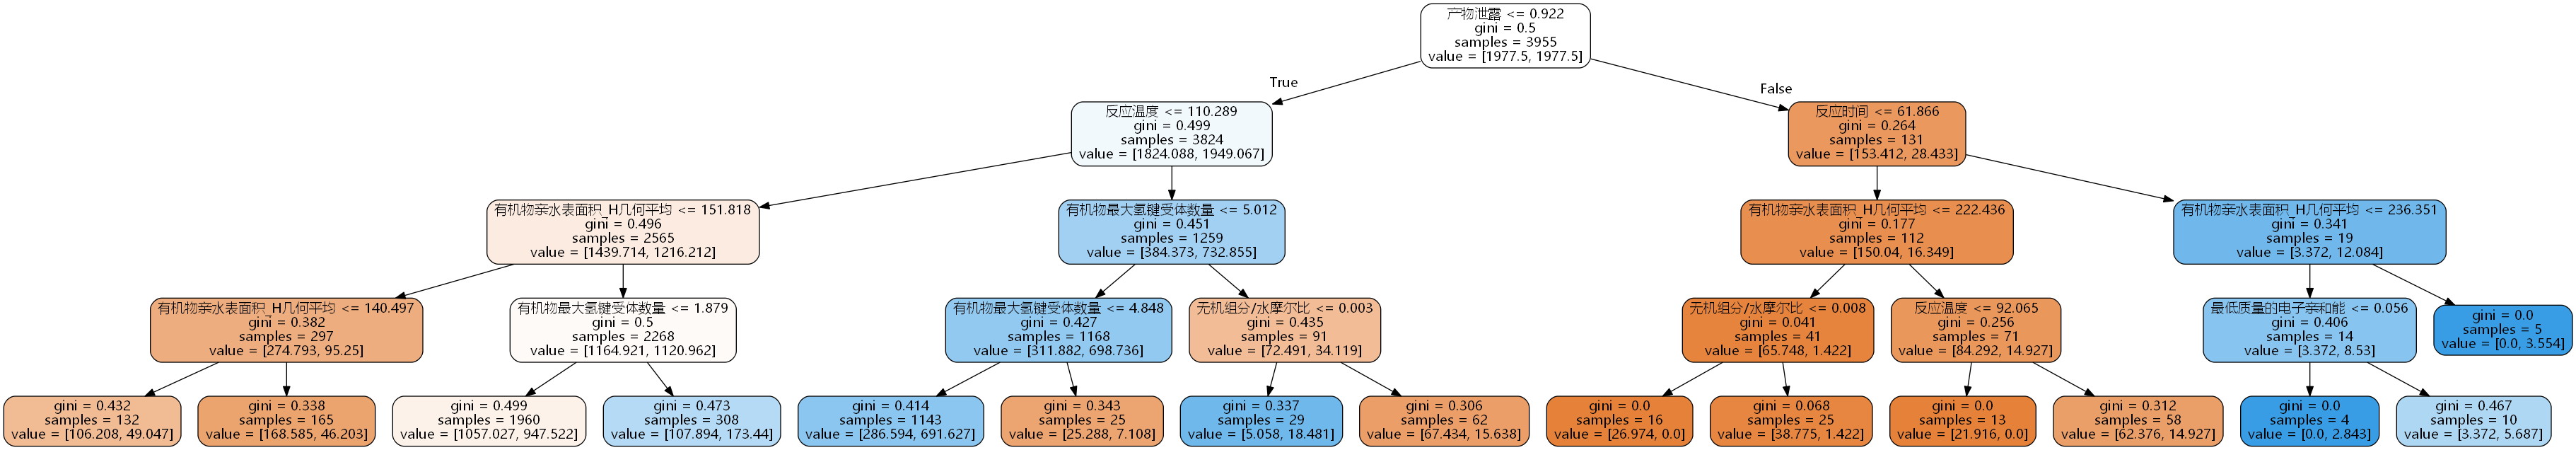 产物泄露 <= 0.922
gini = 0.5
samples = 3955
value = [1977.5, 1977.5]
True
False
反应温度 <= 110.289
gini = 0.499
samples = 3824
value = [1824.088, 1949.067]
反应时间 <= 61.866
gini = 0.264
samples = 131
value = [153.412, 28.433]
有机物亲水表面积_H几何平均 <= 151.818
gini = 0.496
samples = 2565
value = [1439.714, 1216.212]
有机物最大氢键受体数量 <= 5.012
gini = 0.451
samples = 1259
value = [384.373, 732.855]
有机物亲水表面积_H几何平均 <= 222.436
gini = 0.177
samples = 112
value = [150.04, 16.349]
有机物亲水表面积_H几何平均 <= 236.351
gini = 0.341
samples = 19
value = [3.372, 12.084]
有机物亲水表面积_H几何平均 <= 140.497
gini = 0.382
samples = 297
value = [274.793, 95.25]
有机物最大氢键受体数量 <= 1.879
gini = 0.5
samples = 2268
value = [1164.921, 1120.962]
有机物最大氢键受体数量 <= 4.848
gini = 0.427
samples = 1168
value = [311.882, 698.736]
无机组分/水摩尔比 <= 0.003
gini = 0.435
samples = 91
value = [72.491, 34.119]
无机组分/水摩尔比 <= 0.008
gini = 0.041
samples = 41
value = [65.748, 1.422]
反应温度 <= 92.065
gini = 0.256
samples = 71
value = [84.292, 14.927]
最低质量的电子亲和能 <= 0.056
gini = 0.406
samples = 14
value = [3.372, 8.53]
gini = 0.0
samples = 5
value = [0.0, 3.554]
gini = 0.432
samples = 132
value = [106.208, 49.047]
gini = 0.338
samples = 165
value = [168.585, 46.203]
gini = 0.499
samples = 1960
value = [1057.027, 947.522]
gini = 0.473
samples = 308
value = [107.894, 173.44]
gini = 0.414
samples = 1143
value = [286.594, 691.627]
gini = 0.343
samples = 25
value = [25.288, 7.108]
gini = 0.337
samples = 29
value = [5.058, 18.481]
gini = 0.306
samples = 62
value = [67.434, 15.638]
gini = 0.0
samples = 16
value = [26.974, 0.0]
gini = 0.068
samples = 25
value = [38.775, 1.422]
gini = 0.0
samples = 13
value = [21.916, 0.0]
gini = 0.312
samples = 58
value = [62.376, 14.927]
gini = 0.0
samples = 4
value = [0.0, 2.843]
gini = 0.467
samples = 10
value = [3.372, 5.687]